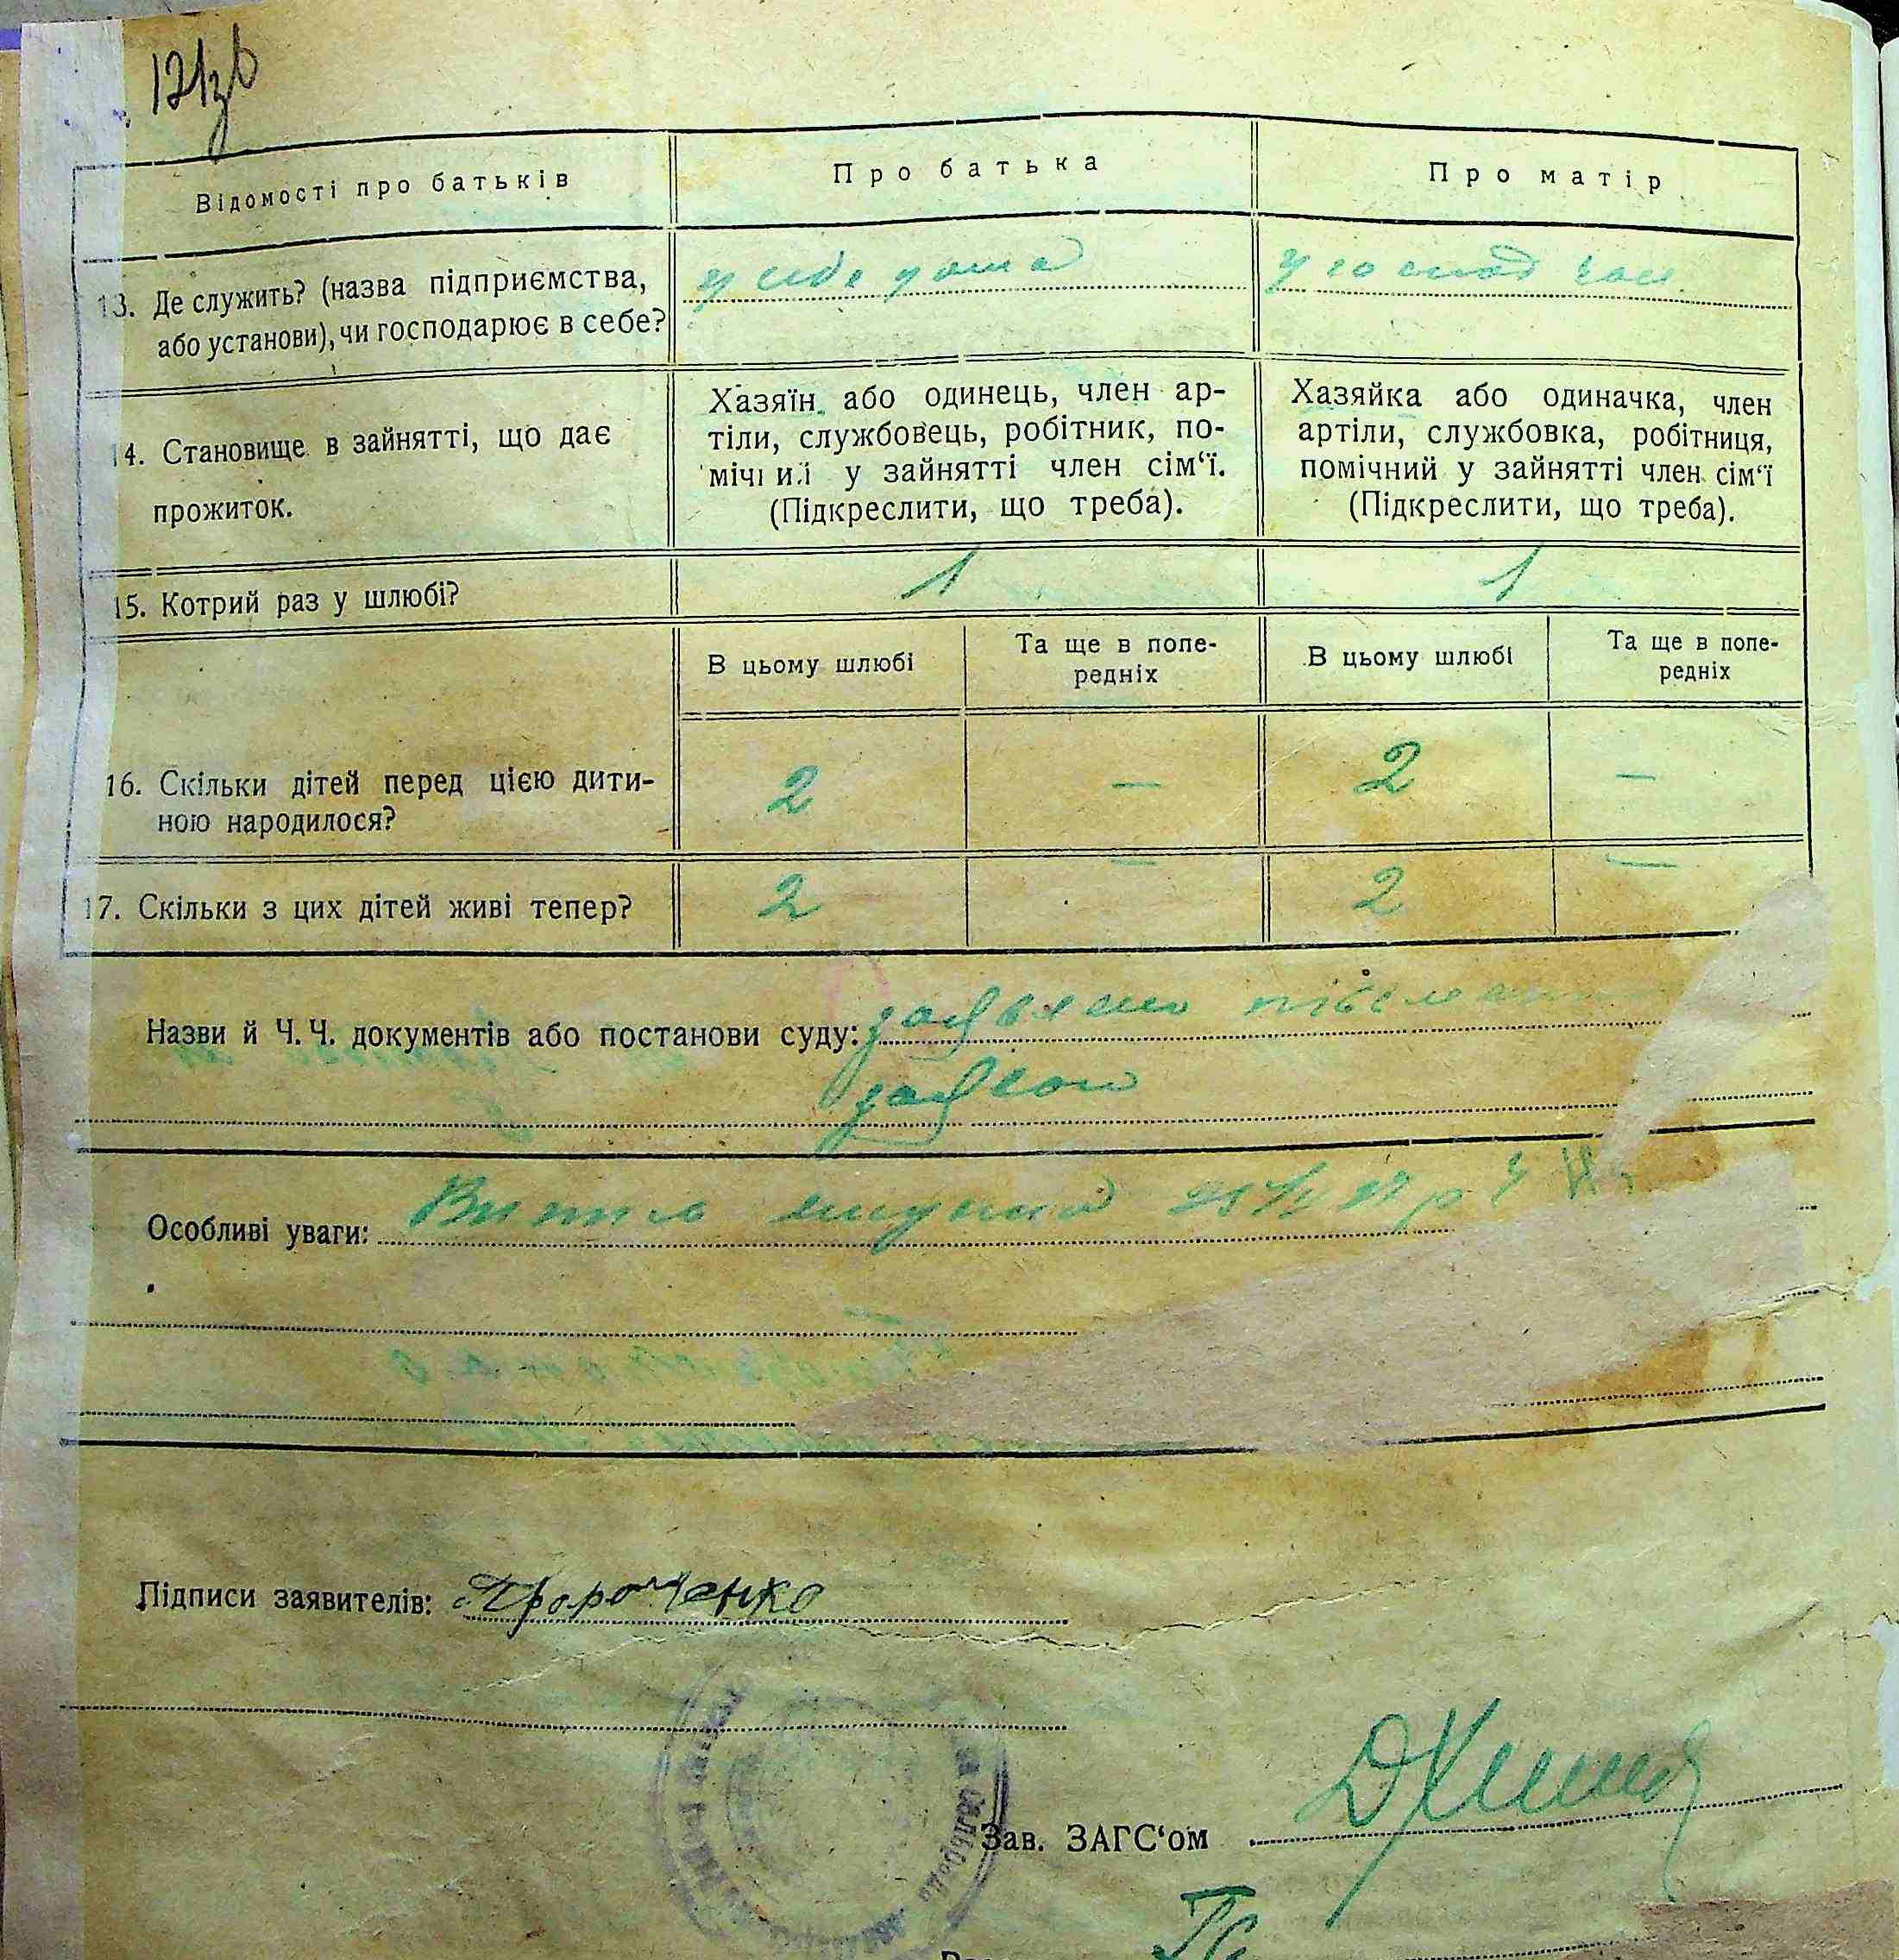 121зв
Відомості про батьків
Про батька
Про матір
13. Де служить? (назва підприємства,
або установи), чи господарює в себе?
у себе дома
у господ
14. Становище в зайнятті, що дає
прожиток.
Хазяїн або одинець, член ар-
тіли, службовець, робітник, по-
мічний у зайнятті член сім‘ї.
(Підкреслити, що треба).
Хазяйка або одиначка, член
артіли, службовка, робітниця,
помічний у зайнятті член сім‘ї
(Підкреслити, що треба).
15. Котрий раз у шлюбі?
1
1
В цьому шлюбі
Та ще в попе-
редніх
В цьому шлюбі
Та ще в попе-
редніх
16. Скільки дітей перед цією дити-
ною народилося?
2
—
2
—
17. Скільки з цих дітей живі тепер?
2
—
2
—
Назви й Ч. Ч. документів або постанови суду: заявлено
Особливі уваги:
Підписи заявителів:
Зав. ЗАГС‘ом